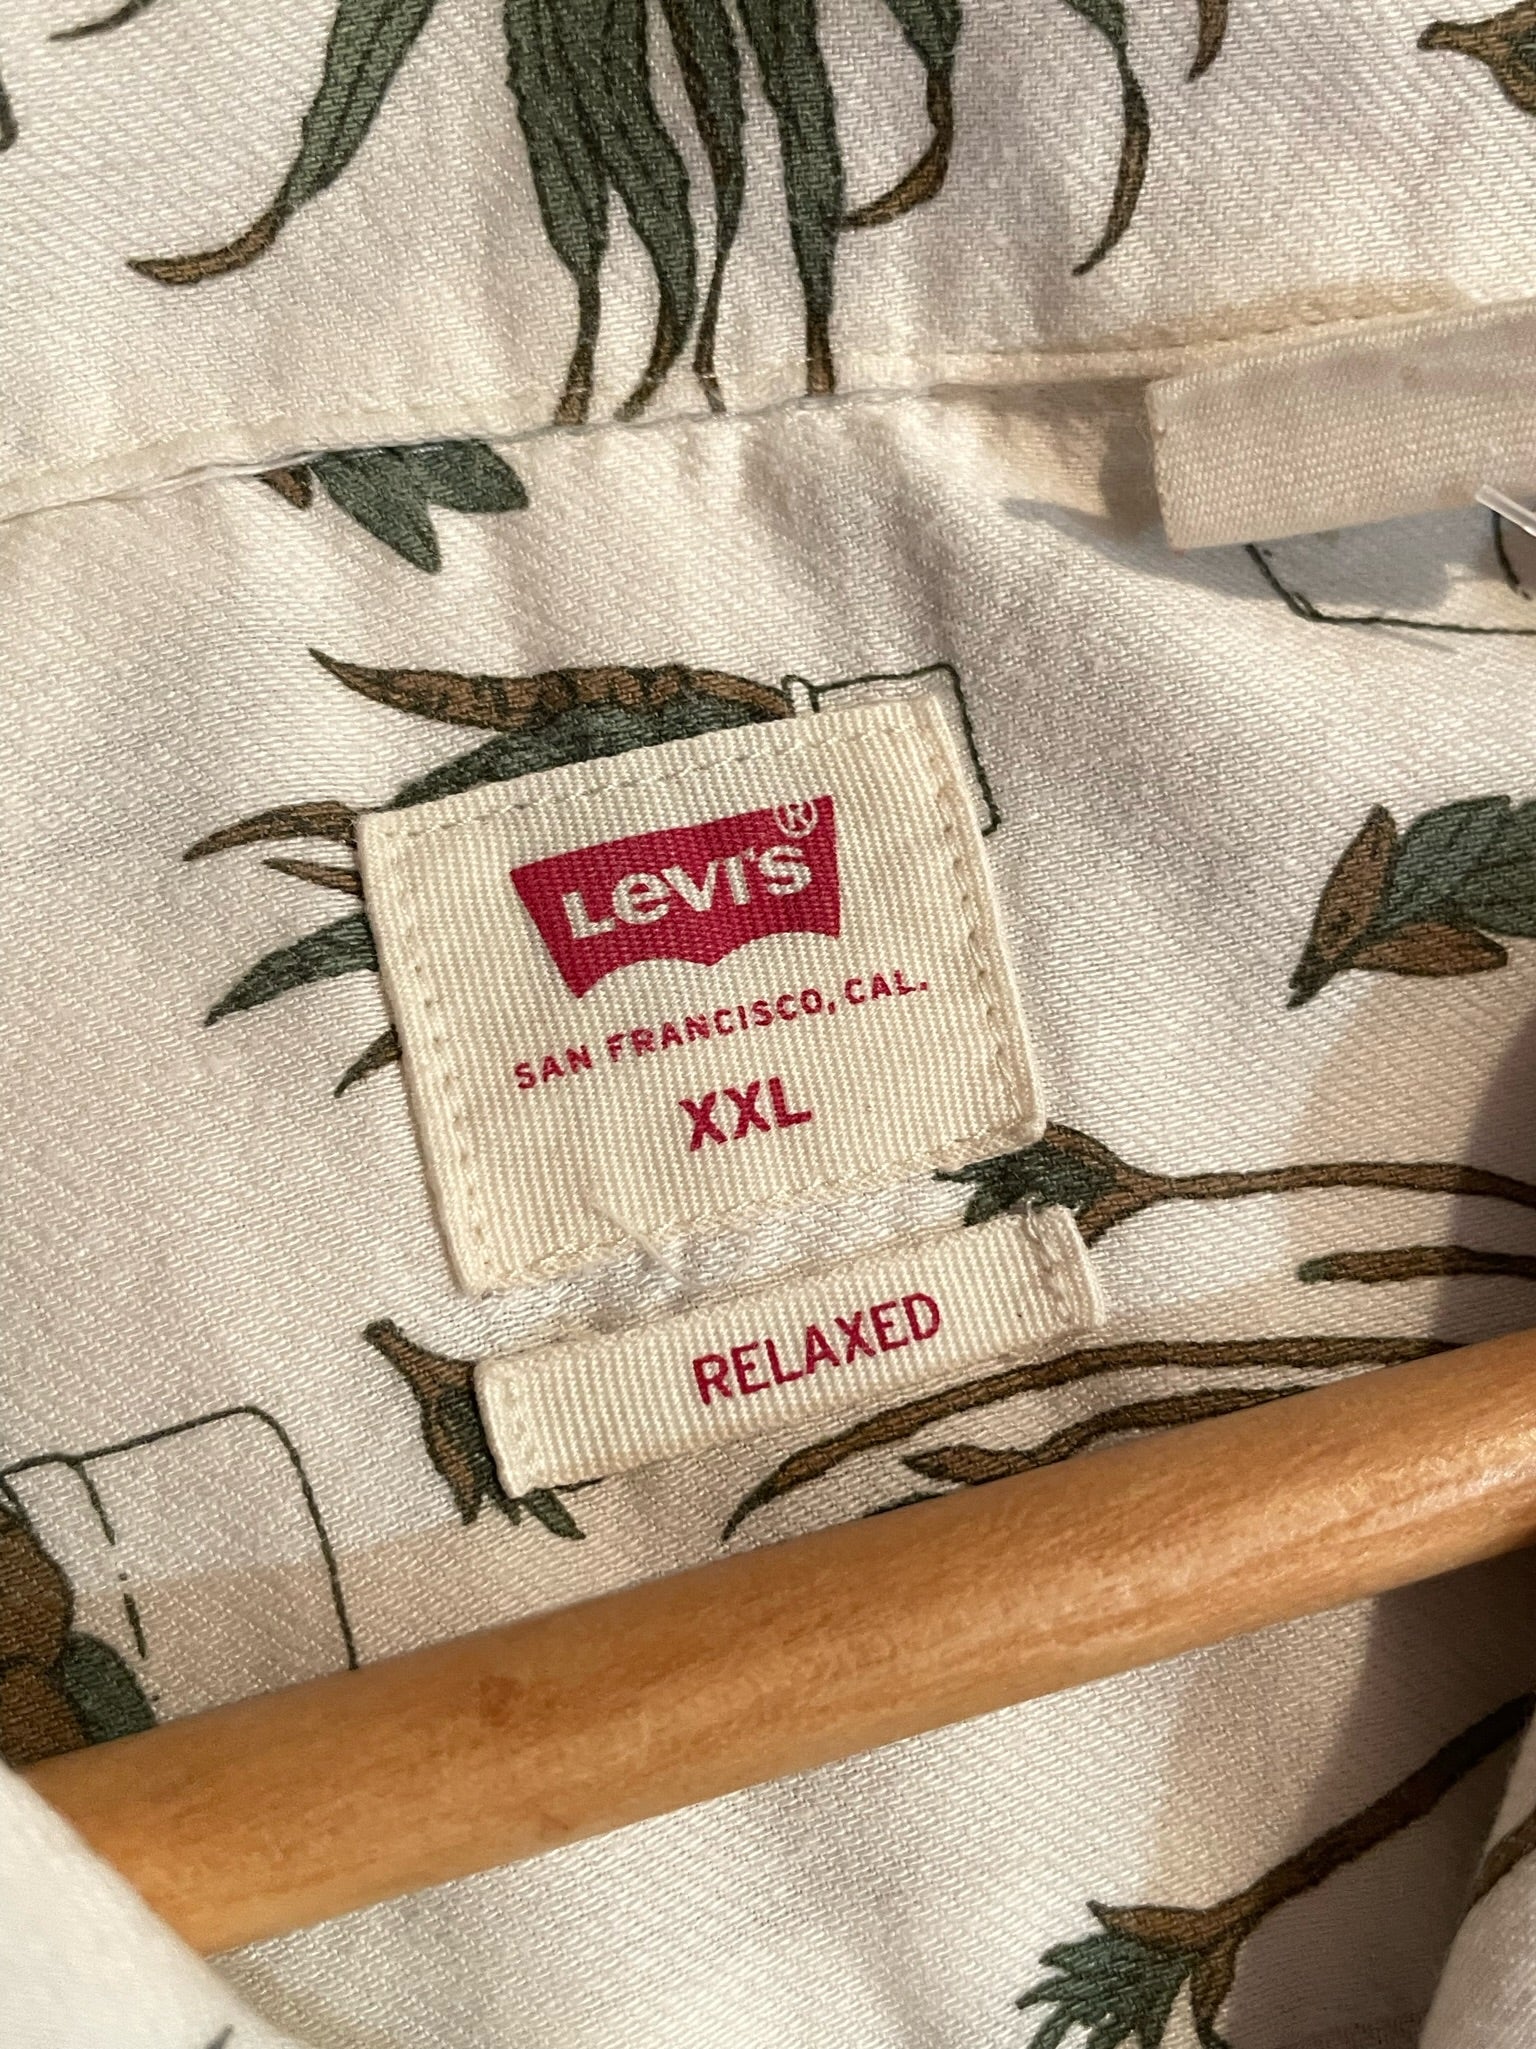 Levi's®
SAN FRANCISCO, CAL.
XXL
RELAXED